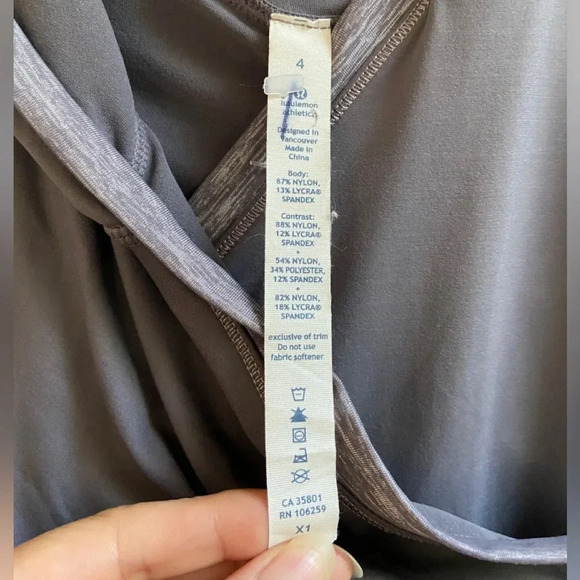 4
lululemon
athletica
Designed in
Vancouver
Made in
China
Body:
87% NYLON,
13% LYCRA®
SPANDEX
Contrast:
88% NYLON,
12% LYCRA®
SPANDEX
+
54% NYLON,
34% POLYESTER,
12% SPANDEX
+
82% NYLON,
18% LYCRA®
SPANDEX
exclusive of trim
Do not use
fabric softener
CA 35801
RN 106259
X1